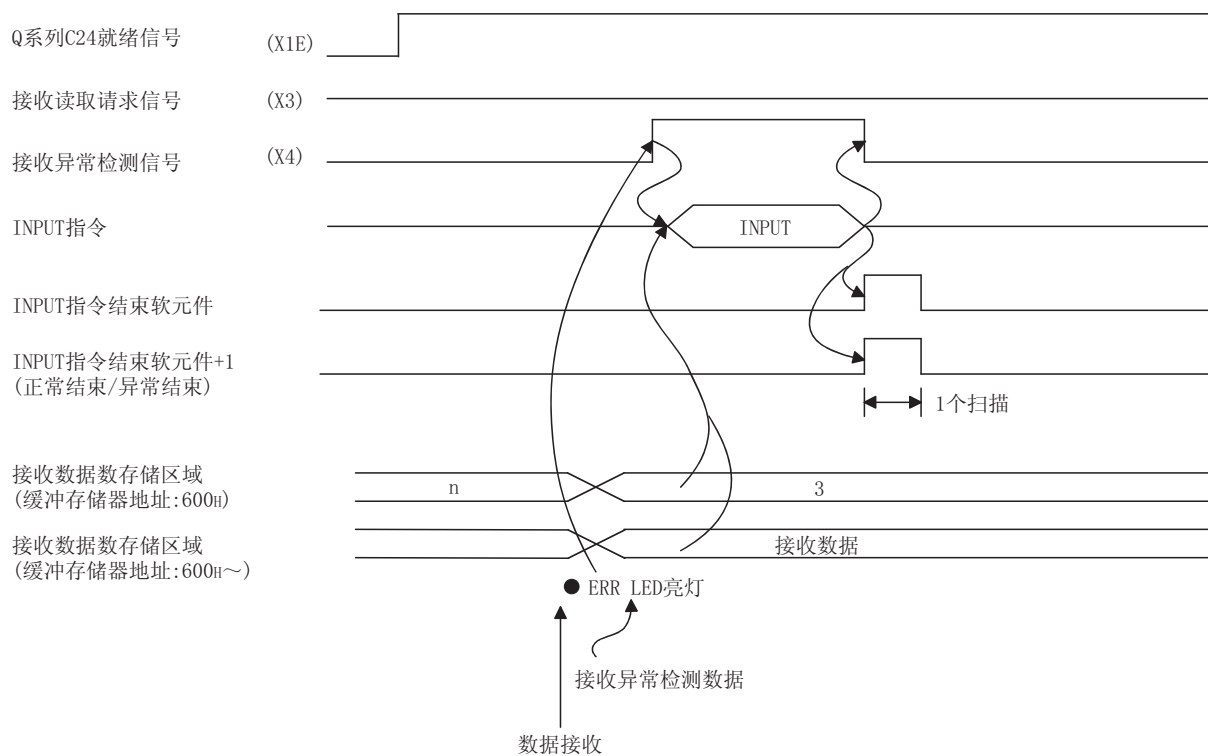 Q系列C24就绪信号 (X1E)
接收读取请求信号 (X3)
接收异常检测信号 (X4)
INPUT指令 INPUT
INPUT指令结束软元件
INPUT指令结束软元件+1
(正常结束/异常结束)
1个扫描
接收数据数存储区域
(缓冲存储器地址:600H)
n 3
接收数据数存储区域
(缓冲存储器地址:600H～)
接收数据
ERR LED亮灯
接收异常检测数据
数据接收